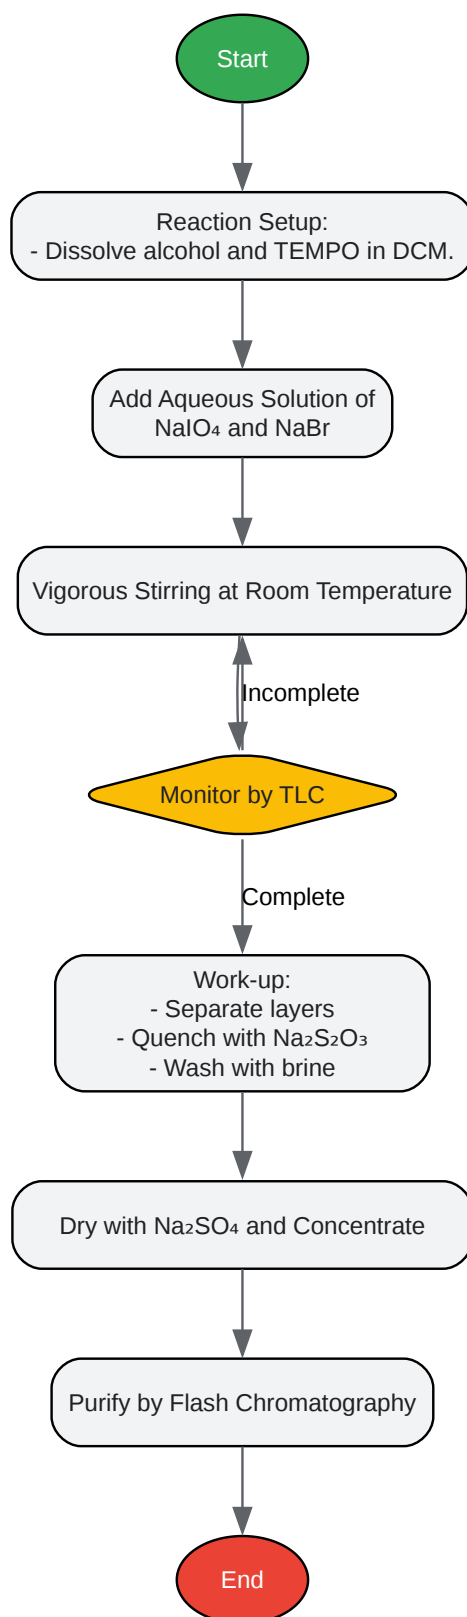 Start
Reaction Setup:
- Dissolve alcohol and TEMPO in DCM.
Add Aqueous Solution of
NaIO₄ and NaBr
Vigorous Stirring at Room Temperature
Incomplete
Monitor by TLC
Complete
Work-up:
- Separate layers
- Quench with Na₂S₂O₃
- Wash with brine
Dry with Na₂SO₄ and Concentrate
Purify by Flash Chromatography
End